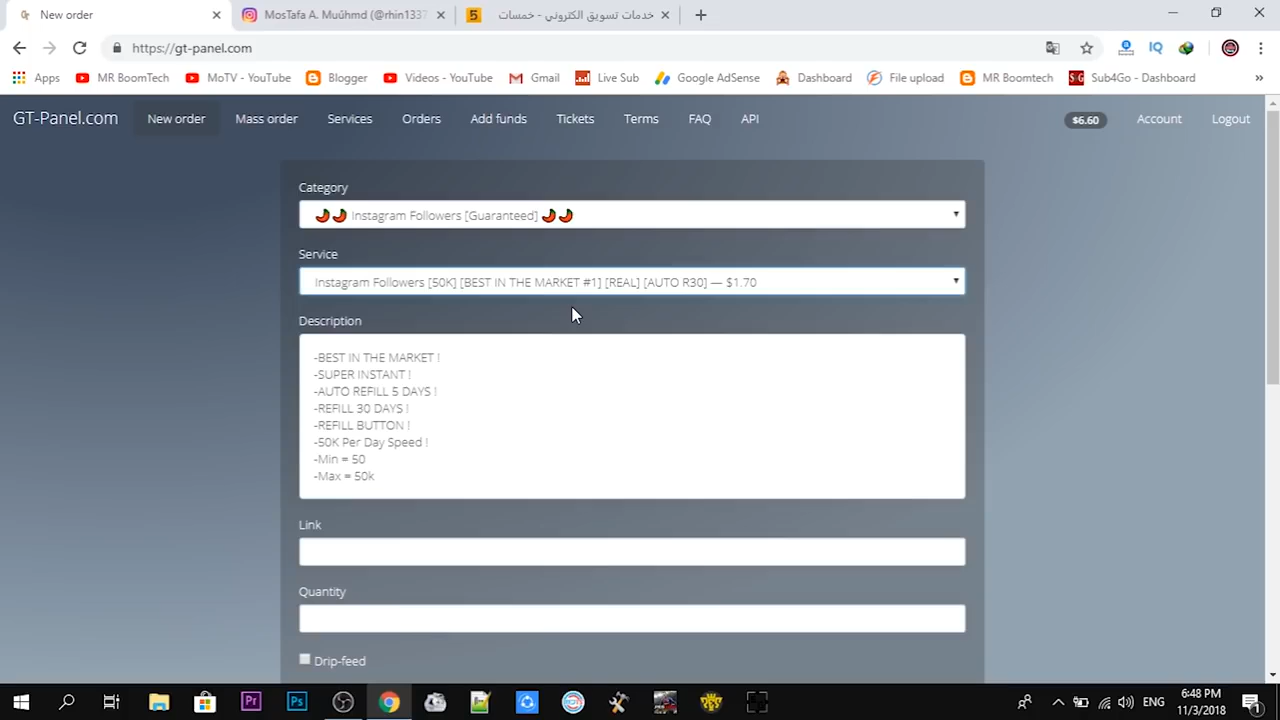 New order
MosTafa A. Muúhmd (@rhin1337
خدمات تسويق الكتروني - خمسات
https://gt-panel.com
Apps
MR BoomTech
MoTV - YouTube
Blogger
Videos - YouTube
Gmail
Live Sub
Google AdSense
Dashboard
File upload
MR Boomtech
Sub4Go - Dashboard
GT-Panel.com
New order
Mass order
Services
Orders
Add funds
Tickets
Terms
FAQ
API
$6.60
Account
Logout
Category
Instagram Followers [Guaranteed]
Service
Instagram Followers [50K] [BEST IN THE MARKET #1] [REAL] [AUTO R30] — $1.70
Description
-BEST IN THE MARKET !
-SUPER INSTANT !
-AUTO REFILL 5 DAYS !
-REFILL 30 DAYS !
-REFILL BUTTON !
-50K Per Day Speed !
-Min = 50
-Max = 50k
Link
Quantity
Drip-feed
ENG
6:48 PM
11/3/2018